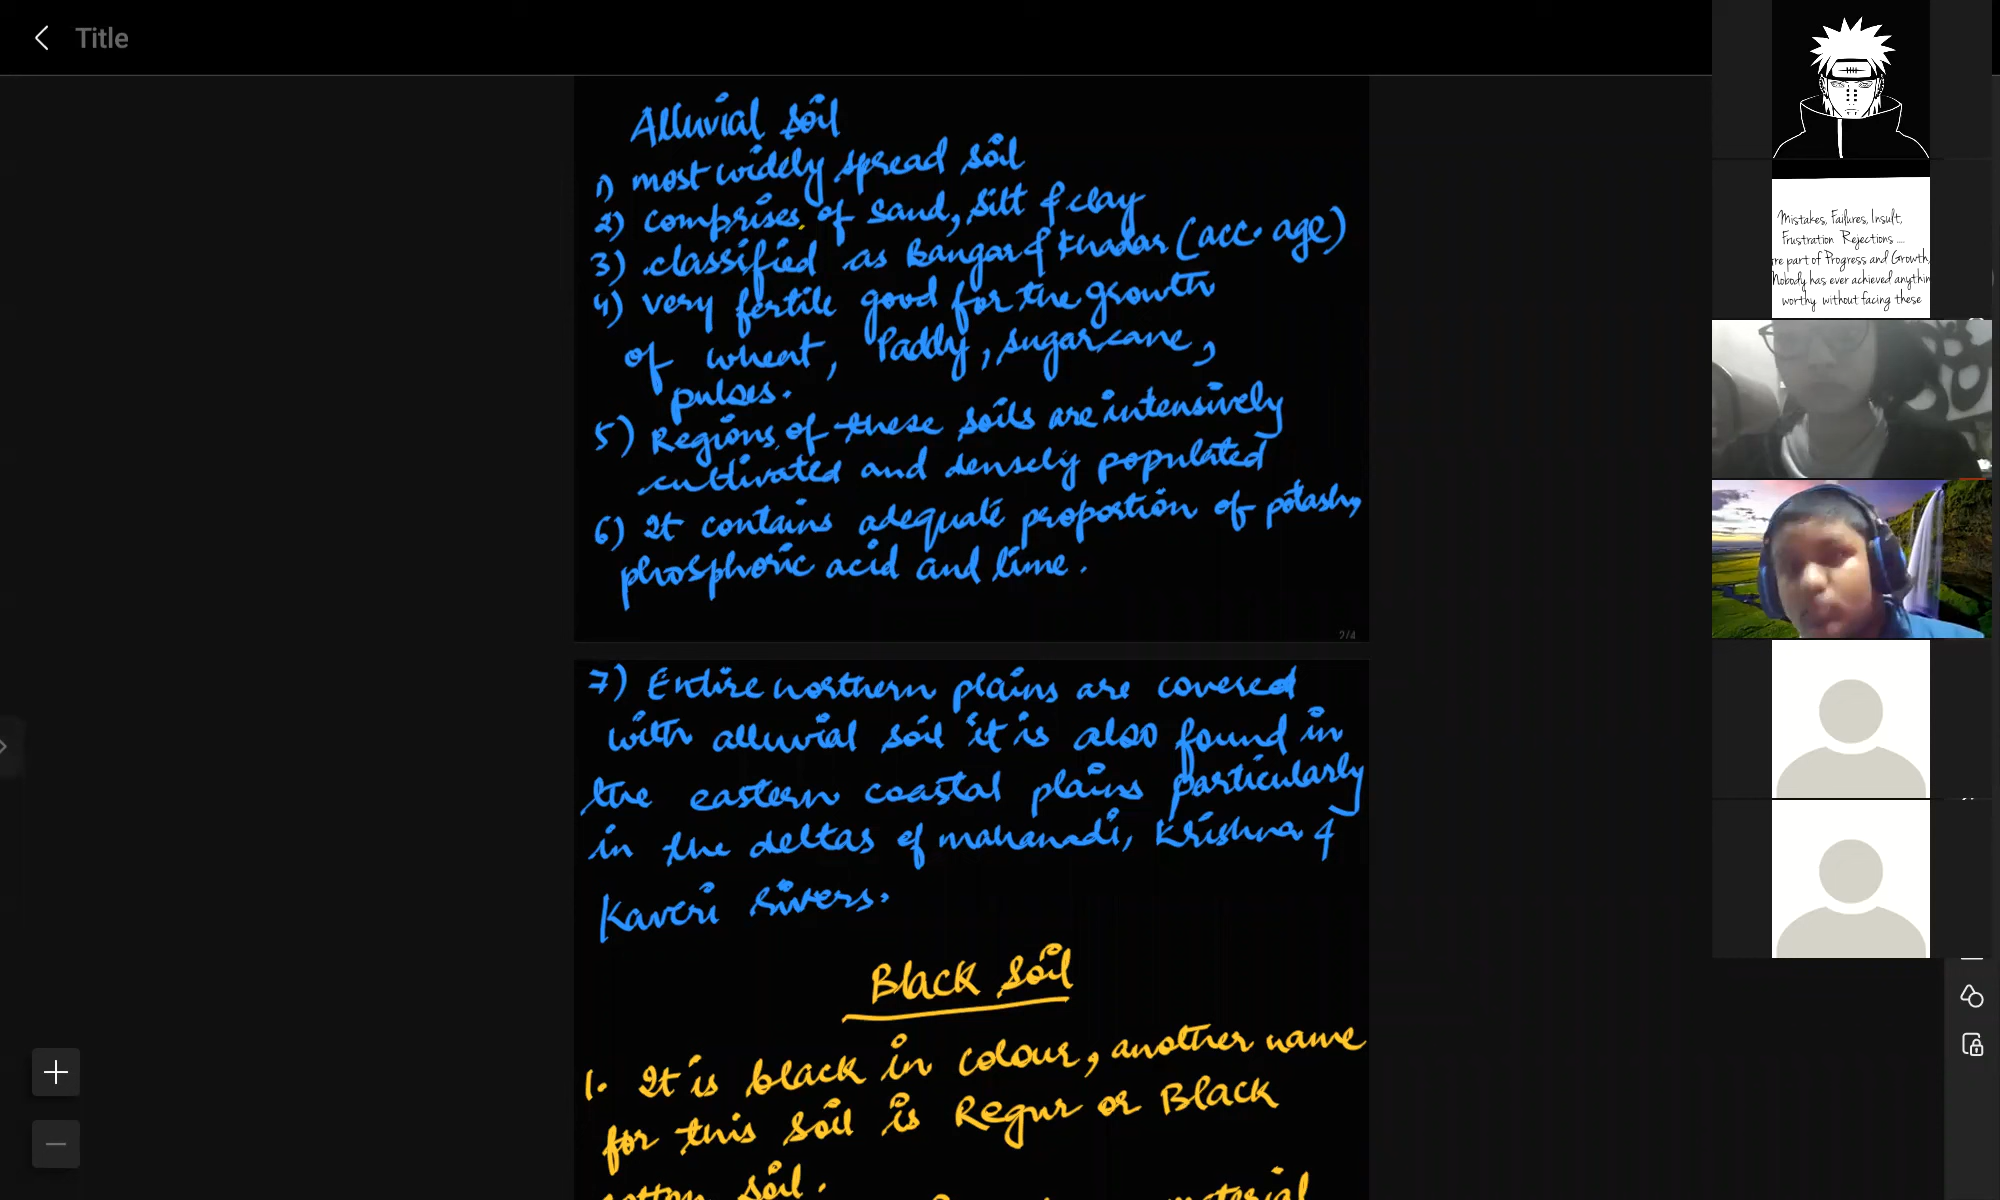 Title
Alluvial soil
1) most widely spread soil
2) comprises of sand, silt & clay
3) classified as Bangar & Khadar (acc. age)
4) very fertile good for the growth
of wheat, Paddy, sugarcane,
pulses.
5) Regions of these soils are intensively
cultivated and densely populated
6) It contains adequate proportion of potash,
phosphoric acid and lime.
2/4
7) Entire northern plains are covered
with alluvial soil it is also found in
the eastern coastal plains particularly
in the deltas of mahanadi, Krishna &
Kaveri rivers.
Black soil
1. It is black in colour, another name
for this soil is Regur or Black
cotton soil.
material
Mistakes, Failures, Insult,
Frustration Rejections ....
re part of Progress and Growth,
Nobody has ever achieved anythin
worthy without facing these